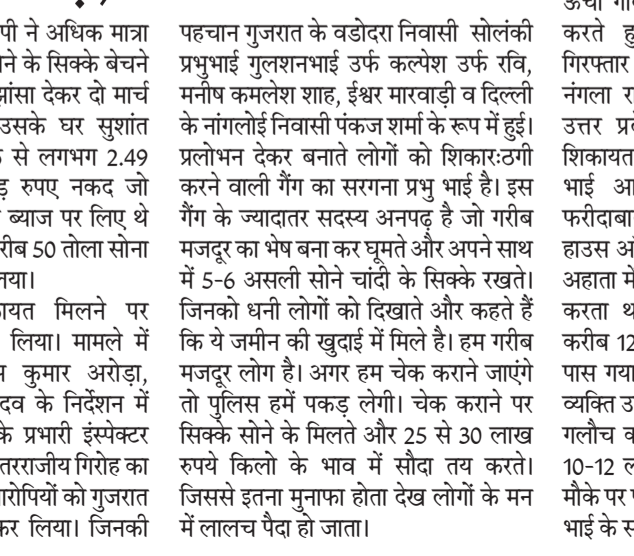 पी ने अधिक मात्रा
के सिक्के बेचने
देकर दो मार्च
उसके घर सुशांत
से लगभग 2.49
रुपए नकद जो
ब्याज पर लिए थे
50 तोला सोना
मिलने पर
लिया। मामले में
कुमार अरोड़ा,
के निर्देशन में
के प्रभारी इंस्पेक्टर
गिरोह का
को गुजरात
लिया। जिनकी
पहचान गुजरात के वडोदरा निवासी सोलंकी
प्रभुभाई गुलशनभाई उर्फ कल्पेश उर्फ रवि,
मनीष कमलेश शाह, ईश्वर मारवाड़ी व दिल्ली
के नांगलोई निवासी पंकज शर्मा के रूप में हुई।
प्रलोभन देकर बनाते लोगों को शिकारःठगी
करने वाली गैंग का सरगना प्रभु भाई है। इस
गैंग के ज्यादातर सदस्य अनपढ़ है जो गरीब
मजदूर का भेष बना कर घूमते और अपने साथ
में 5-6 असली सोने चांदी के सिक्के रखते।
जिनको धनी लोगों को दिखाते और कहते हैं
कि ये जमीन की खुदाई में मिले है। हम गरीब
मजदूर लोग है। अगर हम चेक कराने जाएंगे
तो पुलिस हमें पकड़ लेगी। चेक कराने पर
सिक्के सोने के मिलते और 25 से 30 लाख
रुपये किलो के भाव में सौदा तय करते।
जिससे इतना मुनाफा होता देख लोगों के मन
में लालच पैदा हो जाता।
करते
गिरफ्तार
नंगला
उत्तर
शिकायत
भाई
फरीदाबा
हाउस
अहाता
करता
करीब 12
पास गया
व्यक्ति
गलौच
10-12
मौके पर
भाई के